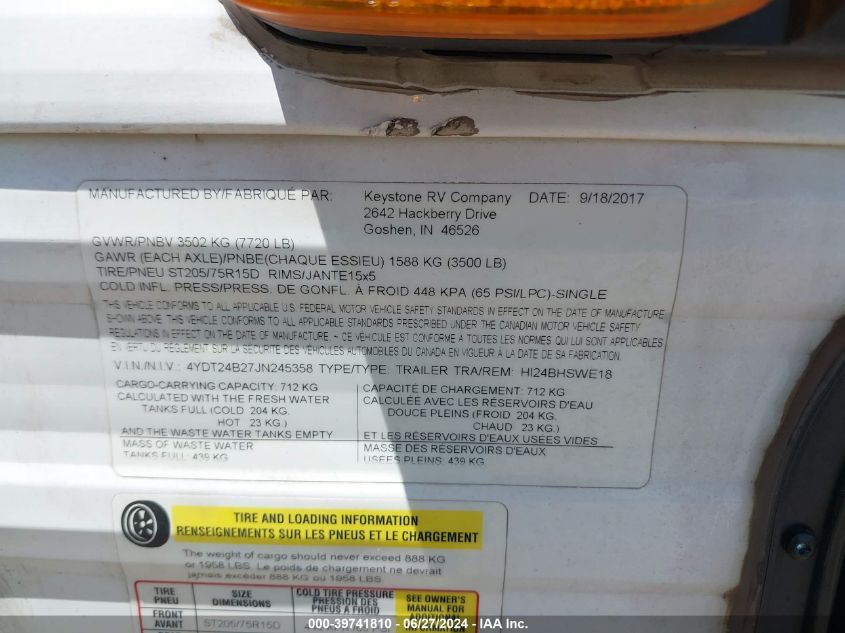 MANUFACTURED BY/FABRIQUÉ PAR: Keystone RV Company DATE: 9/18/2017
2642 Hackberry Drive
Goshen, IN 46526
GVWR/PNBV 3502 KG (7720 LB)
GAWR (EACH AXLE)/PNBE(CHAQUE ESSIEU) 1588 KG (3500 LB)
TIRE/PNEU ST205/75R15D RIMS/JANTE15x5
COLD INFL. PRESS/PRESS. DE GONFL. À FROID 448 KPA (65 PSI/LPC)-SINGLE
THIS VEHICLE CONFORMS TO ALL APPLICABLE U.S. FEDERAL MOTOR VEHICLE SAFETY STANDARDS IN EFFECT ON THE DATE OF MANUFACTURE
SHOWN ABOVE. THIS VEHICLE CONFORMS TO ALL APPLICABLE STANDARDS PRESCRIBED UNDER THE CANADIAN MOTOR VEHICLE SAFETY
REGULATIONS IN EFFECT ON THE DATE OF MANUFACTURE. ~ CE VÉHICULE EST CONFORME À TOUTES LES NORMES QUI LUI SONT APPLICABLES
EN VERTU DU RÈGLEMENT SUR LA SÉCURITÉ DES VÉHICULES AUTOMOBILES DU CANADA EN VIGUEUR À LA DATE DE SA FABRICATION.
V.I.N./N.I.V.: 4YDT24B27JN245358 TYPE/TYPE: TRAILER TRA/REM: HI24BHSWE18
CARGO-CARRYING CAPACITY: 712 KG
CALCULATED WITH THE FRESH WATER
TANKS FULL (COLD 204 KG.
HOT 23 KG.)
AND THE WASTE WATER TANKS EMPTY
MASS OF WASTE WATER
TANKS FULL: 439 KG
CAPACITÉ DE CHARGEMENT: 712 KG
CALCULÉE AVEC LES RÉSERVOIRS D'EAU
DOUCE PLEINS (FROID 204 KG.
CHAUD 23 KG.)
ET LES RÉSERVOIRS D'EAUX USÉES VIDES
MASSE DES RÉSERVOIRS D'EAUX
USÉES PLEINS: 439 KG
TIRE AND LOADING INFORMATION
RENSEIGNEMENTS SUR LES PNEUS ET LE CHARGEMENT
The weight of cargo should never exceed 888 KG
or 1958 LBS. Le poids de chargement ne devrait
jamais excéder 888 KG ou 1958 LBS
TIRE
PNEU
SIZE
DIMENSIONS
COLD TIRE PRESSURE
PRESSION DES
PNEUS À FROID
SEE OWNER'S
MANUAL FOR
ADDITIONAL
INFORMATION
FRONT
AVANT
ST205/75R15D
000-39741810 - 06/27/2024 - IAA Inc.